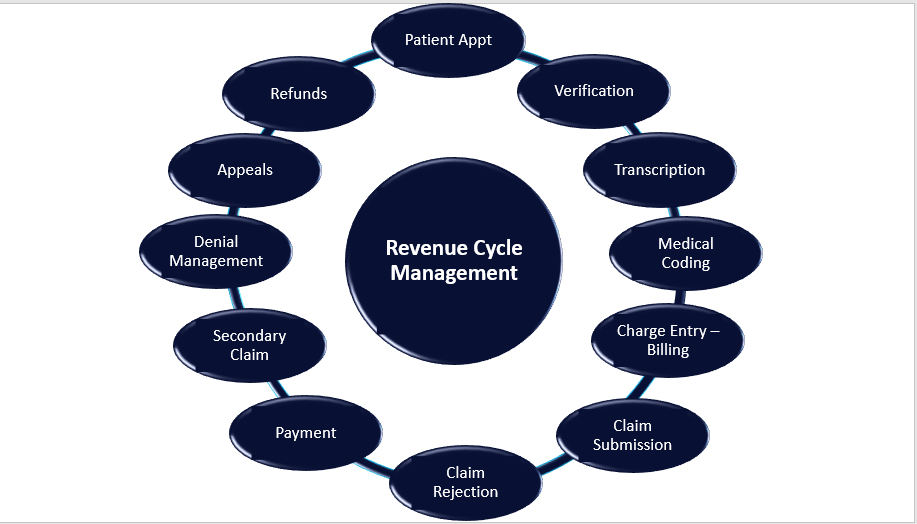 Patient Appt
Verification
Transcription
Medical
Coding
Charge Entry –
Billing
Claim
Submission
Claim
Rejection
Payment
Secondary
Claim
Denial
Management
Appeals
Refunds
Revenue Cycle
Management